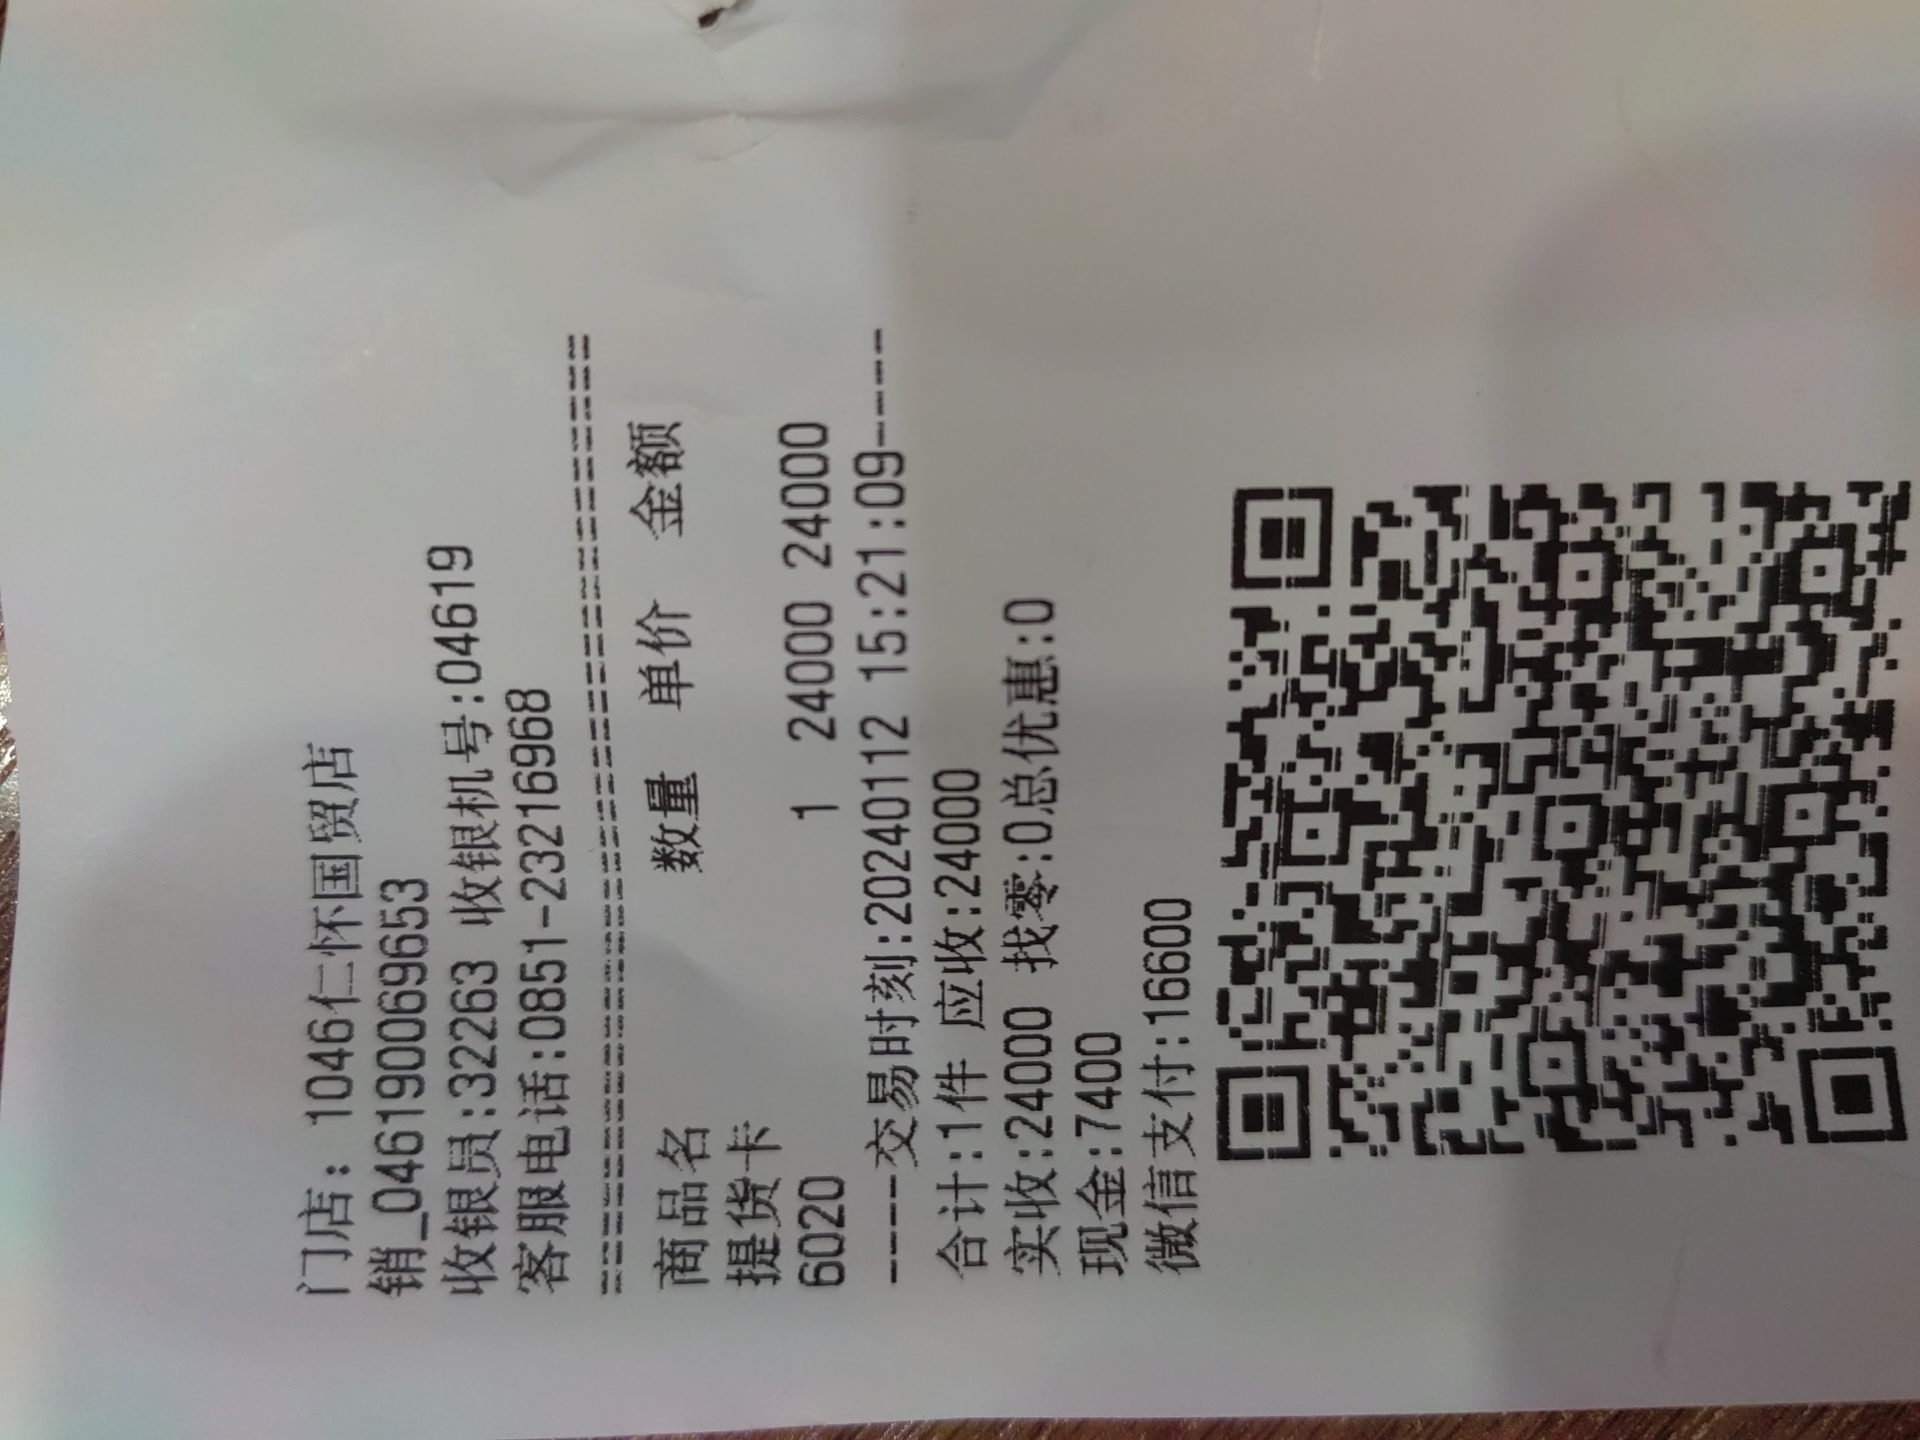 门店: 1046仁怀国贸店
销_046190069653
收银员:32263 收银机号:04619
客服电话:0851-23216968
商品名 数量 单价 金额
提货卡
6020 1 24000 24000
----交易时刻:20240112 15:21:09-----
合计:1件 应收:24000
实收:24000 找零:0总优惠:0
现金:7400
微信支付:16600